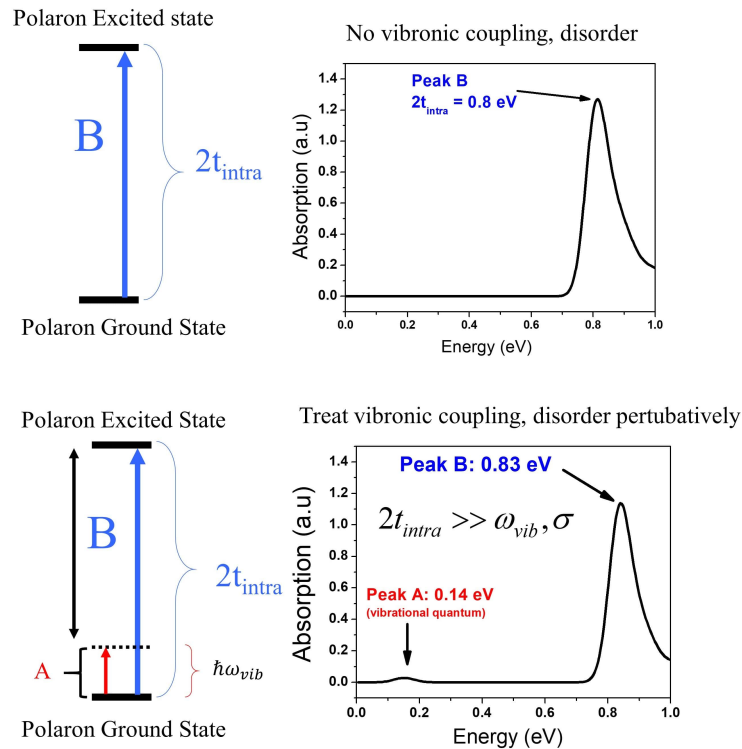 Polaron Excited state
B
2t_intra
Polaron Ground State
No vibronic coupling, disorder
Peak B
2t_intra = 0.8 eV
Absorption (a.u)
1.4
1.2
1.0
0.8
0.6
0.4
0.2
0.0
0.0 0.2 0.4 0.6 0.8 1.0
Energy (eV)
Polaron Excited State
B
2t_intra
A
ℏω_vib
Polaron Ground State
Treat vibronic coupling, disorder pertubatively
Peak B: 0.83 eV
2t_intra >> ω_vib, σ
Peak A: 0.14 eV
(vibrational quantum)
Absorption (a.u)
1.4
1.2
1.0
0.8
0.6
0.4
0.2
0.0
0.0 0.2 0.4 0.6 0.8 1.0
Energy (eV)